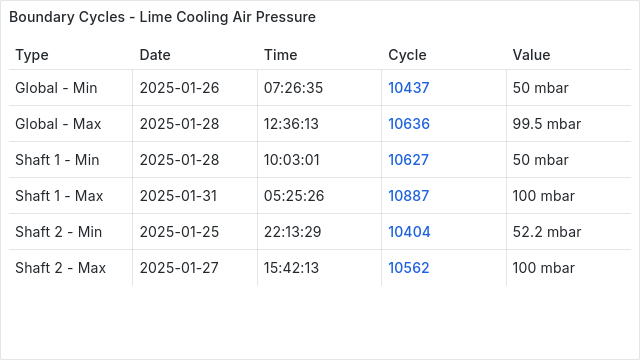 Boundary Cycles - Lime Cooling Air Pressure
Type Date Time Cycle Value
Global - Min 2025-01-26 07:26:35 10437 50 mbar
Global - Max 2025-01-28 12:36:13 10636 99.5 mbar
Shaft 1 - Min 2025-01-28 10:03:01 10627 50 mbar
Shaft 1 - Max 2025-01-31 05:25:26 10887 100 mbar
Shaft 2 - Min 2025-01-25 22:13:29 10404 52.2 mbar
Shaft 2 - Max 2025-01-27 15:42:13 10562 100 mbar